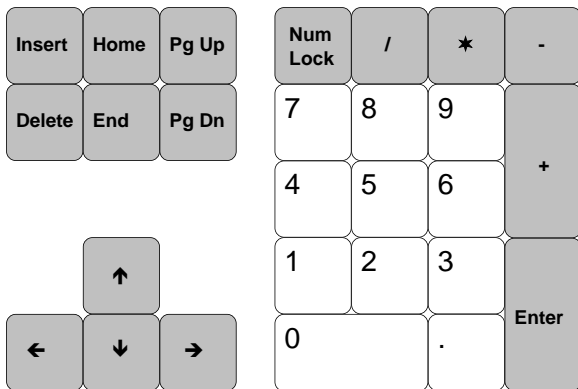 Insert Home Pg Up
Delete End Pg Dn
↑
← ↓ →
Num
Lock / ✶ -
7 8 9
+
4 5 6
1 2 3
Enter
0 .